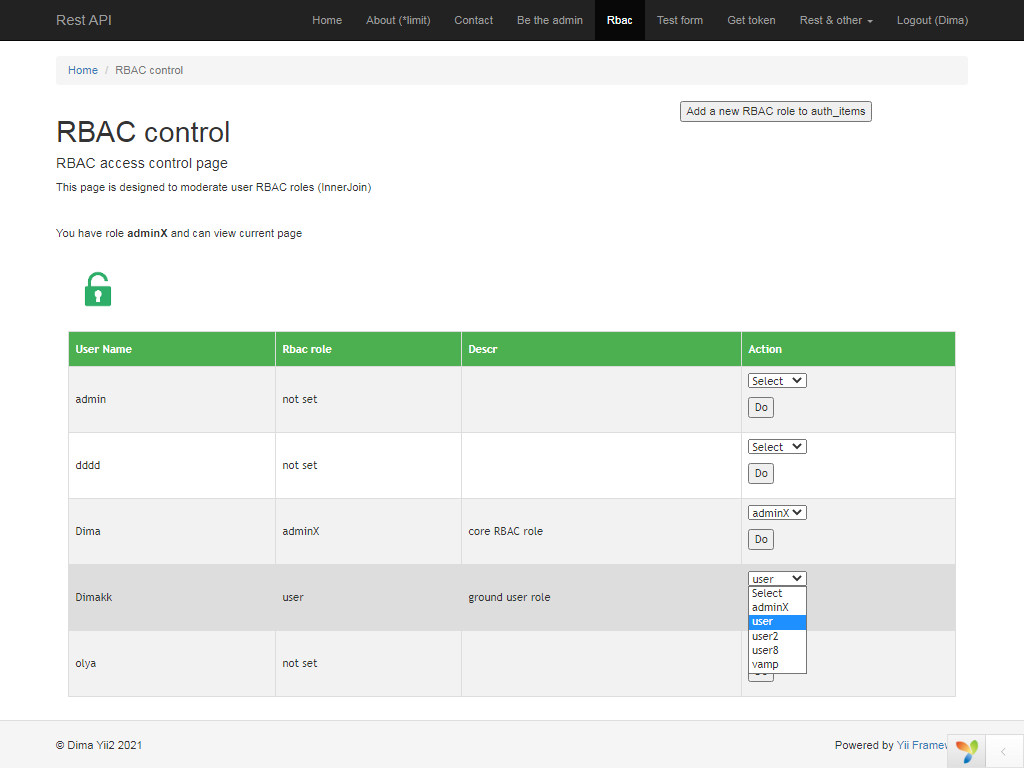 Rest API Home About (*limit) Contact Be the admin Rbac Test form Get token Rest & other Logout (Dima)
Home / RBAC control
Add a new RBAC role to auth_items
RBAC control
RBAC access control page
This page is designed to moderate user RBAC roles (InnerJoin)
You have role adminX and can view current page
User Name Rbac role Descr Action
admin not set Select
Do
dddd not set Select
Do
Dima adminX core RBAC role adminX
Do
Dimakk user ground user role user
Select
adminX
user
user2
user8
vamp
olya not set
© Dima Yii2 2021 Powered by Yii